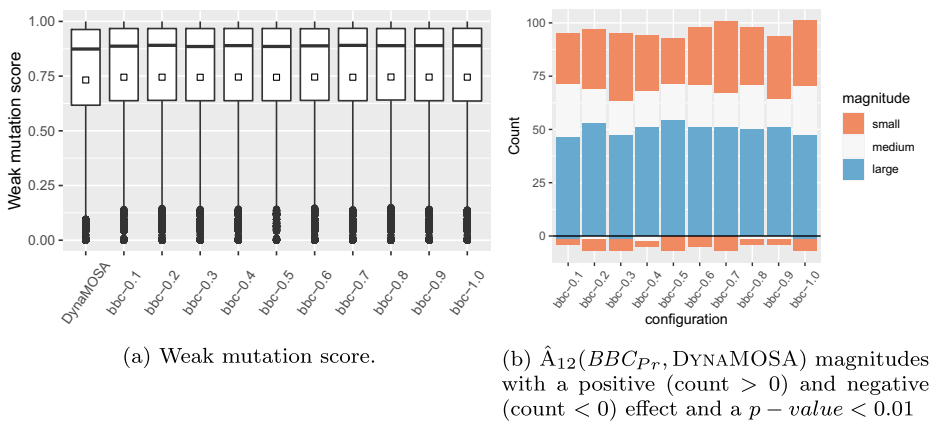 Weak mutation score
1.00
0.75
0.50
0.25
0.00
DynaMOSA
bbc−0.1
bbc−0.2
bbc−0.3
bbc−0.4
bbc−0.5
bbc−0.6
bbc−0.7
bbc−0.8
bbc−0.9
bbc−1.0
(a) Weak mutation score.
Count
100
75
50
25
0
bbc−0.1
bbc−0.2
bbc−0.3
bbc−0.4
bbc−0.5
bbc−0.6
bbc−0.7
bbc−0.8
bbc−0.9
bbc−1.0
configuration
magnitude
small
medium
large
(b) Â12(BBCPr, DYNAMOSA) magnitudes
with a positive (count > 0) and negative
(count < 0) effect and a p − value < 0.01